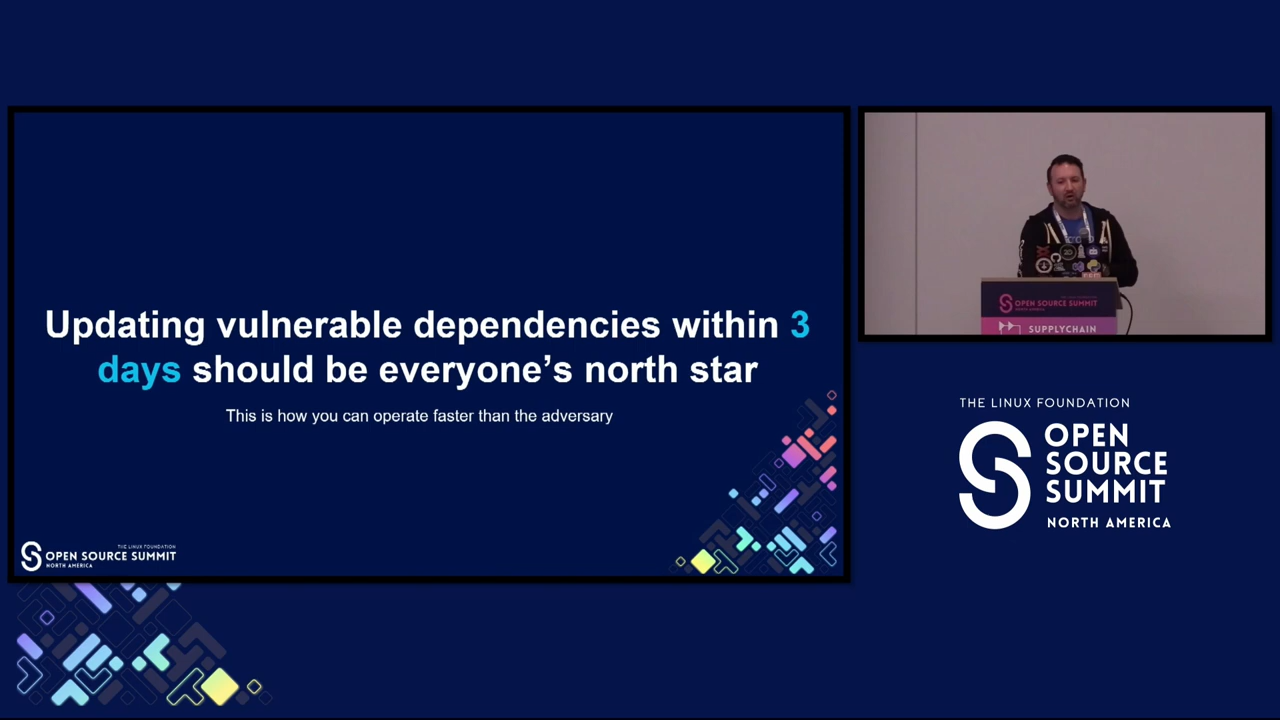 Updating vulnerable dependencies within 3
days should be everyone's north star
This is how you can operate faster than the adversary
THE LINUX FOUNDATION
OPEN SOURCE SUMMIT
NORTH AMERICA
OPEN SOURCE SUMMIT
SUPPLYCHAIN
THE LINUX FOUNDATION
OPEN
SOURCE
SUMMIT
NORTH AMERICA